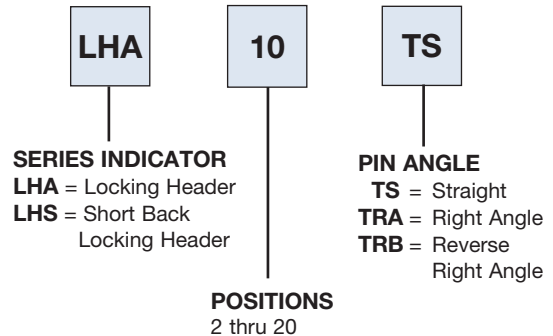 LHA 10 TS
SERIES INDICATOR
LHA = Locking Header
LHS = Short Back
Locking Header
POSITIONS
2 thru 20
PIN ANGLE
TS = Straight
TRA = Right Angle
TRB = Reverse
Right Angle